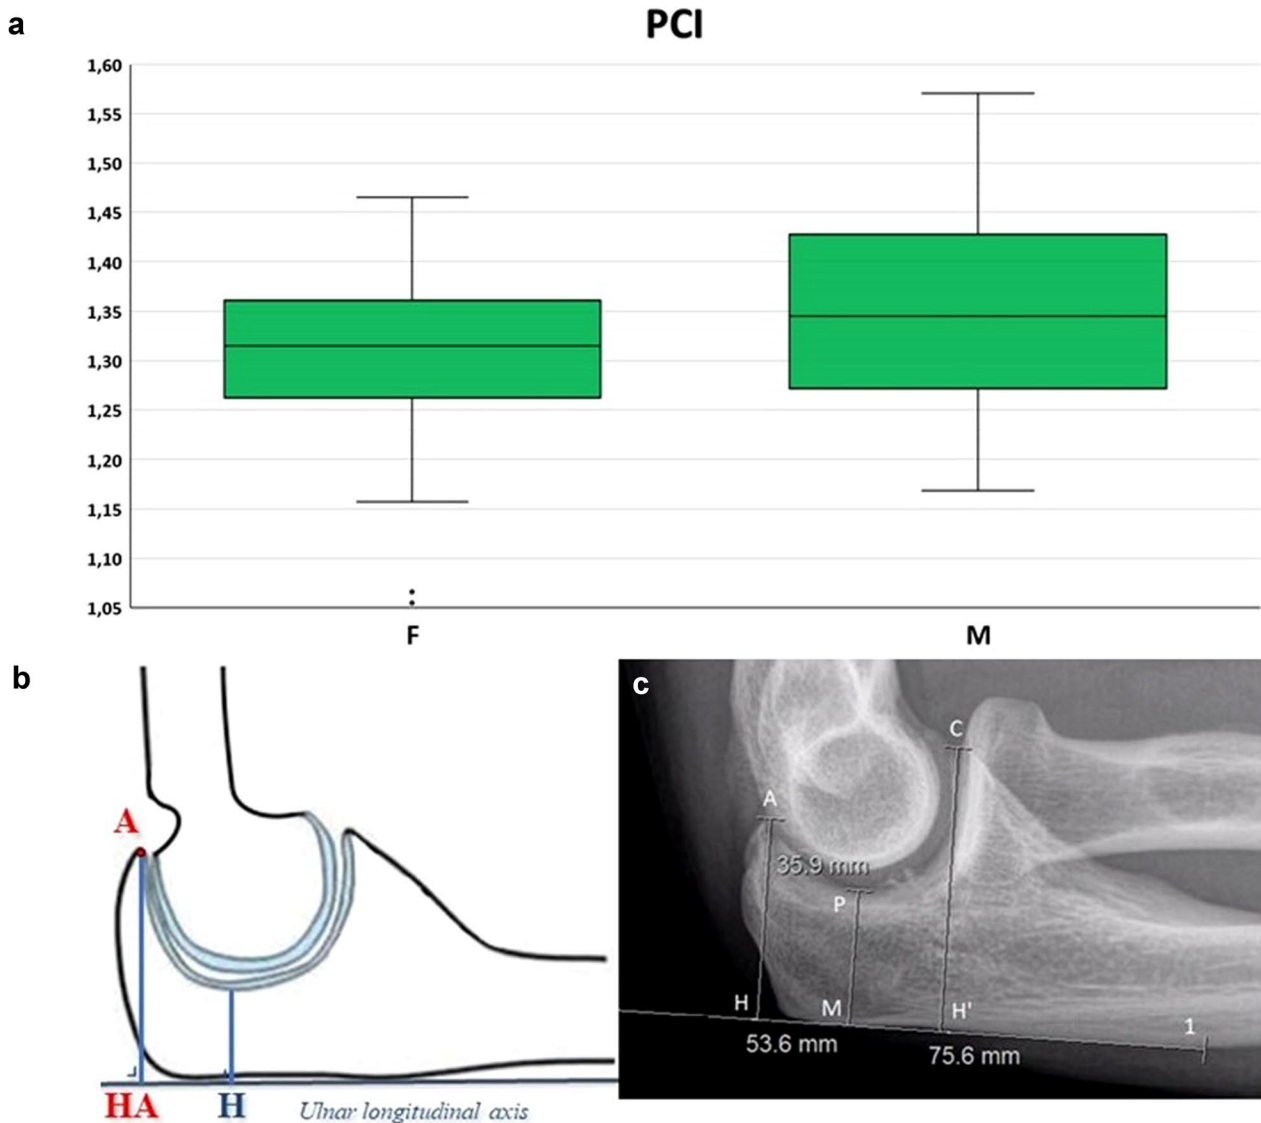 a
PCI
1,60
1,55
1,50
1,45
1,40
1,35
1,30
1,25
1,20
1,15
1,10
1,05
F
M
b
A
HA
H
Ulnar longitudinal axis
c
C
A
35.9 mm
P
H
M
H'
1
53.6 mm
75.6 mm